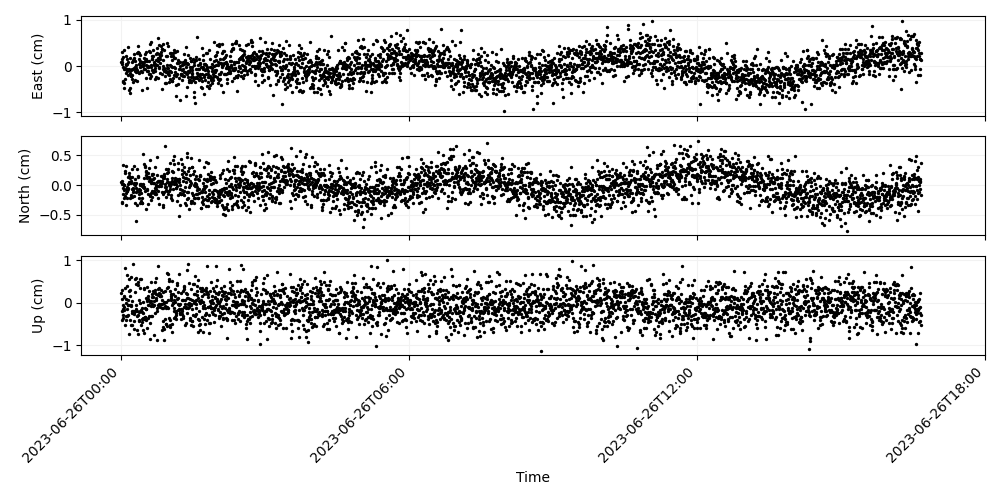 East (cm)
1
0
−1
North (cm)
0.5
0.0
−0.5
Up (cm)
1
0
−1
2023-06-26T00:00
2023-06-26T06:00
2023-06-26T12:00
2023-06-26T18:00
Time